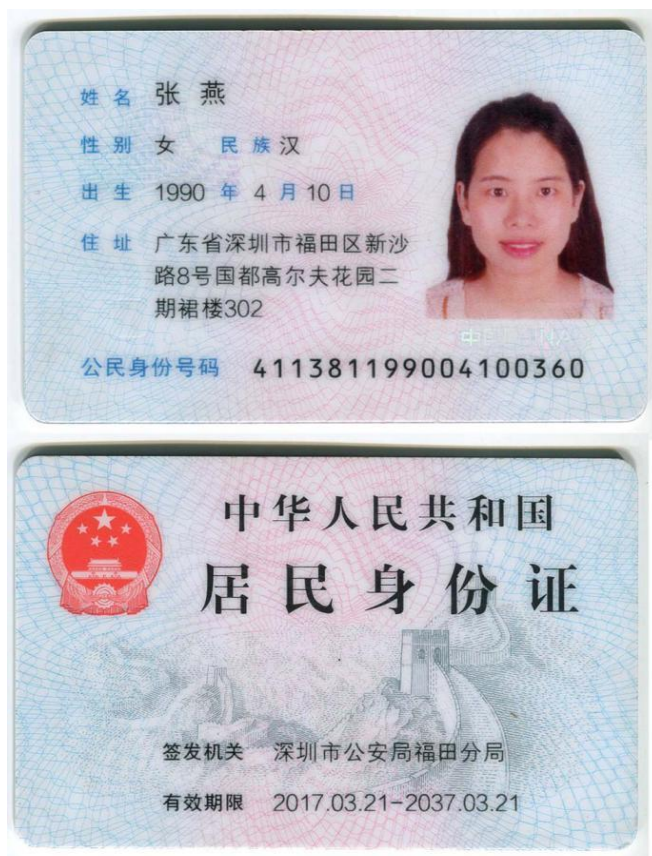 姓名 张燕
性别 女 民族 汉
出生 1990 年 4 月 10 日
住址 广东省深圳市福田区新沙
路8号国都高尔夫花园二
期裙楼302
公民身份号码 411381199004100360
中华人民共和国
居民身份证
签发机关 深圳市公安局福田分局
有效期限 2017.03.21-2037.03.21